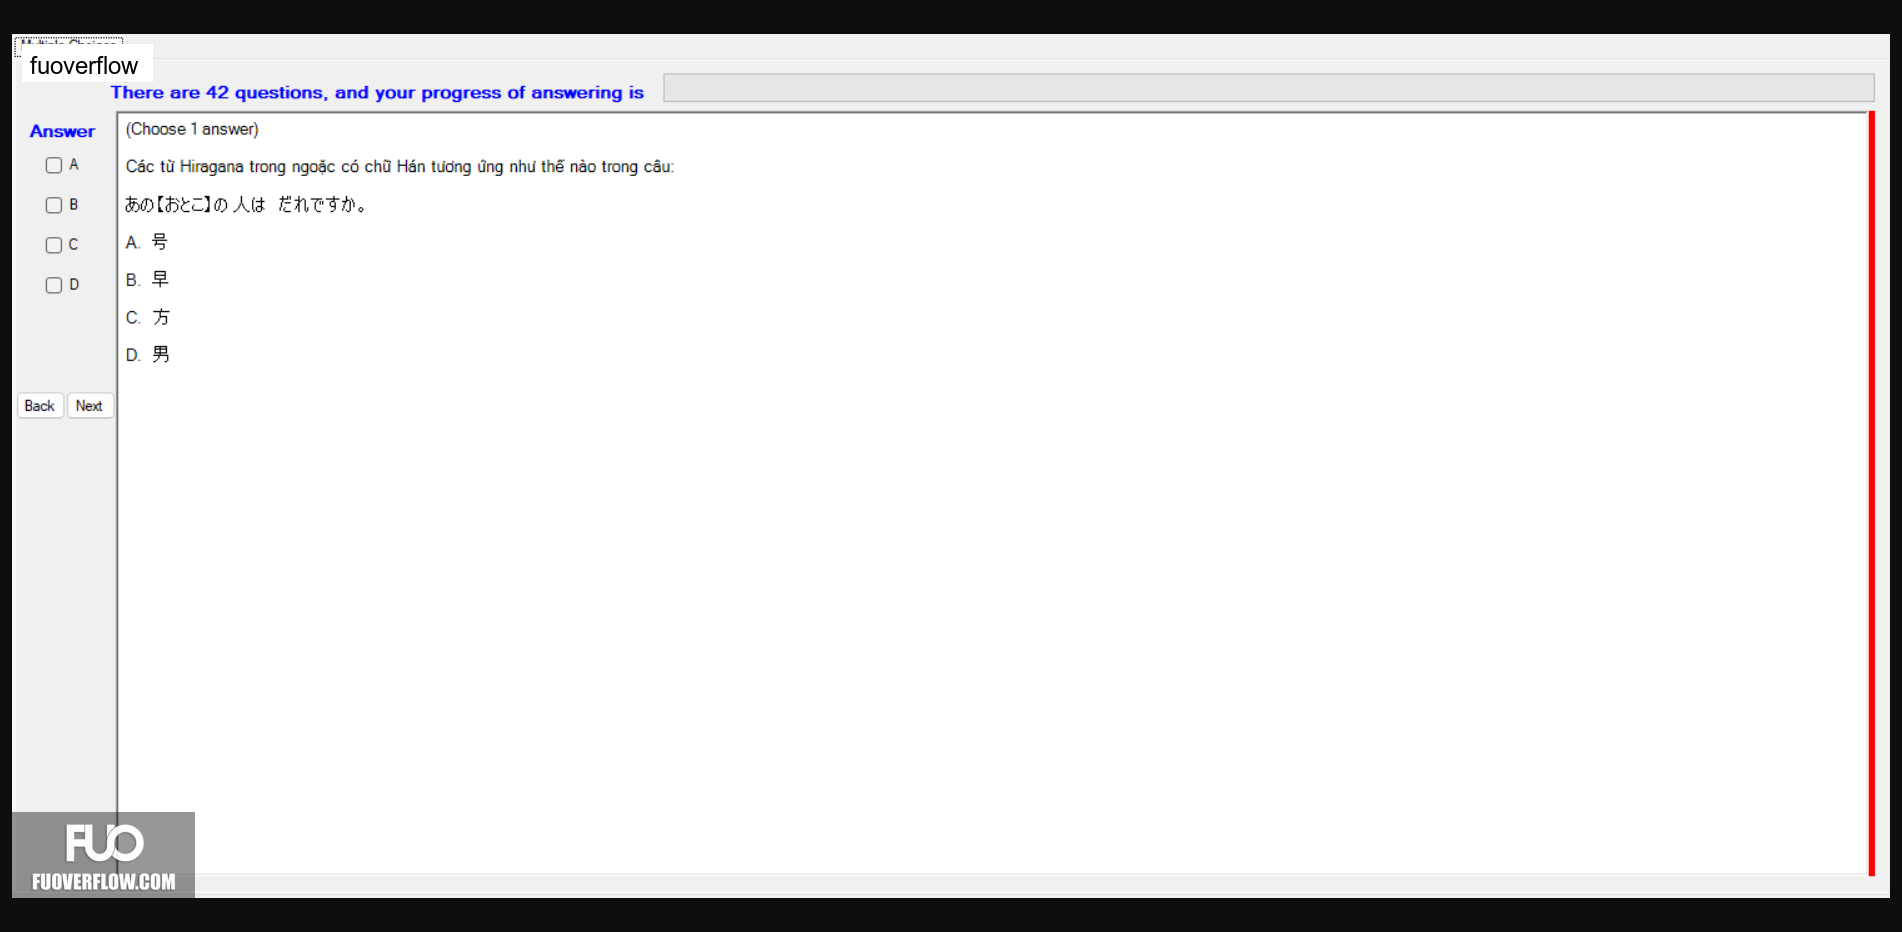 fuoverflow
There are 42 questions, and your progress of answering is
Answer
(Choose 1 answer)
A
Các từ Hiragana trong ngoặc có chữ Hán tương ứng như thế nào trong câu:
B
あの【おとこ】の 人は　だれですか。
C
A. 号
D
B. 早
C. 方
D. 男
Back Next
FUO
FUOVERFLOW.COM